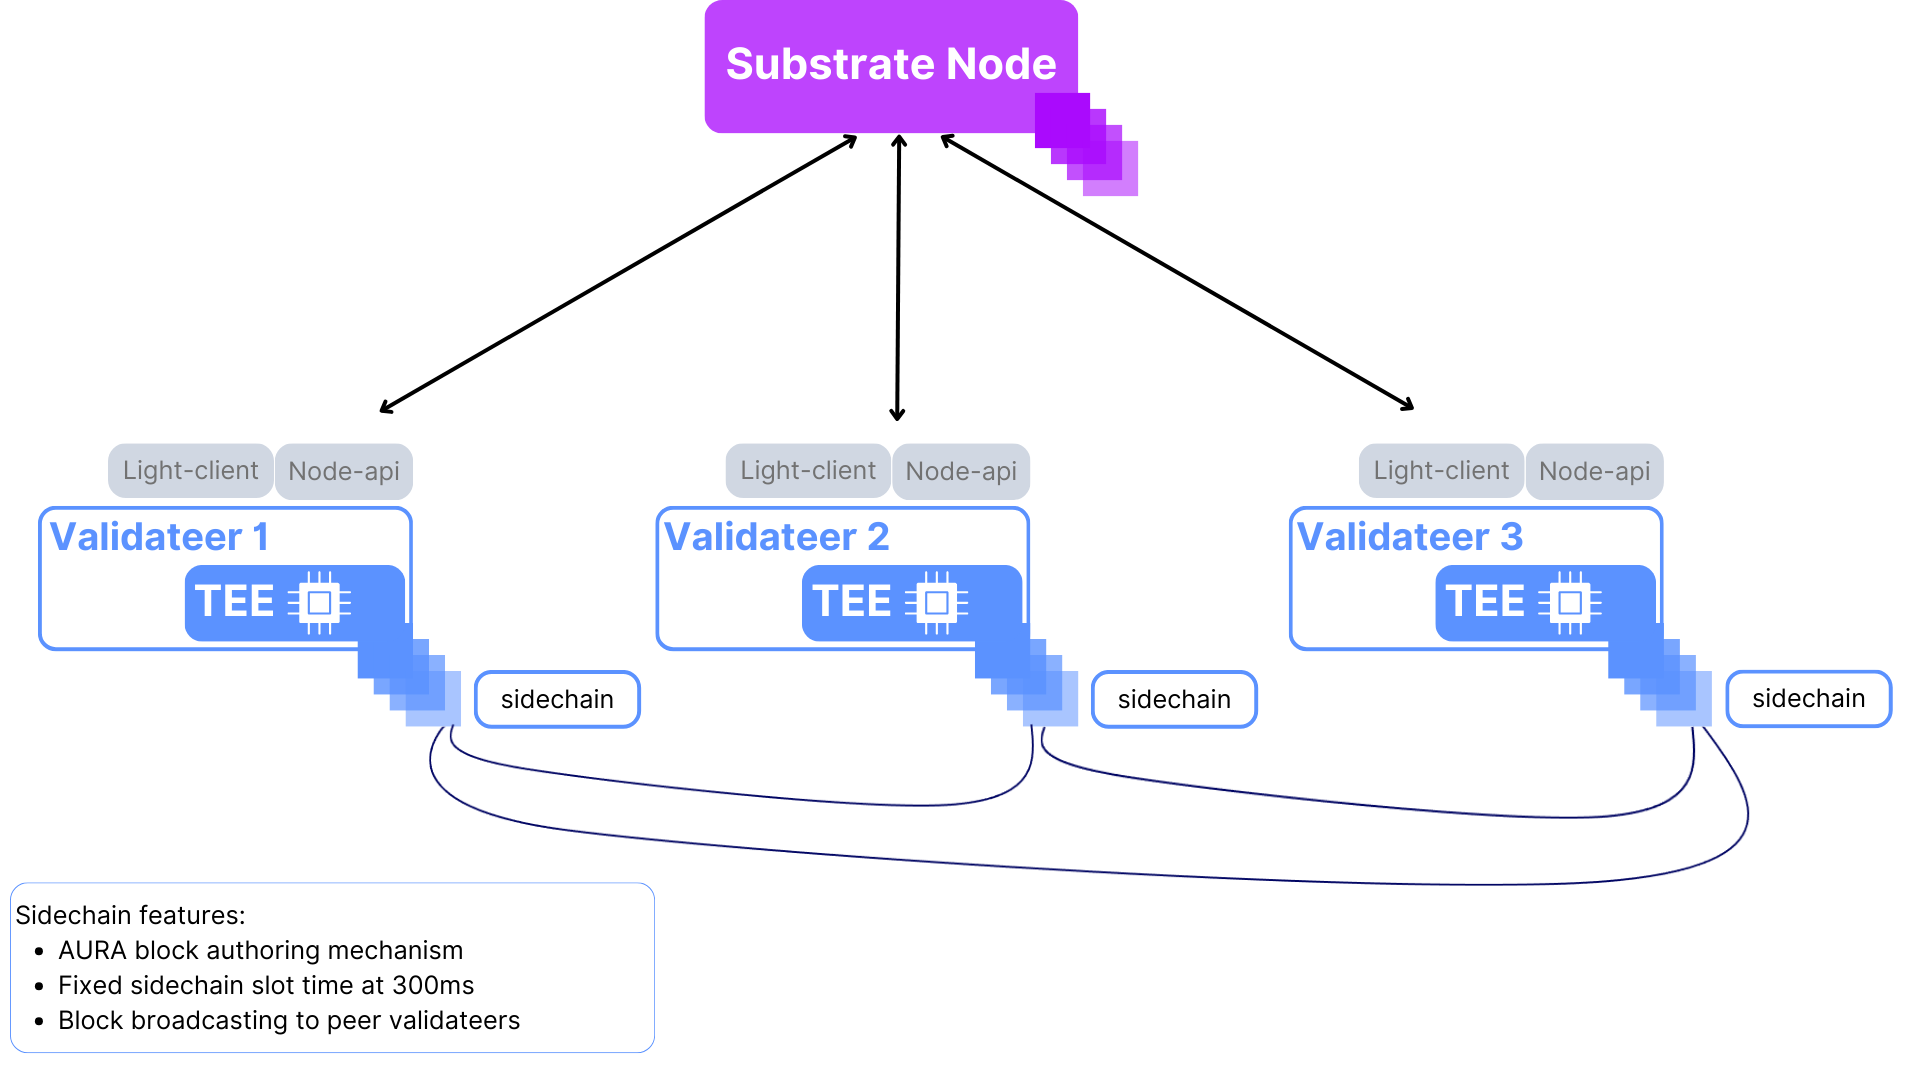 Substrate Node
Light-client
Node-api
Light-client
Node-api
Light-client
Node-api
Validateer 1
Validateer 2
Validateer 3
TEE
TEE
TEE
sidechain
sidechain
sidechain
Sidechain features:
• AURA block authoring mechanism
• Fixed sidechain slot time at 300ms
• Block broadcasting to peer validateers